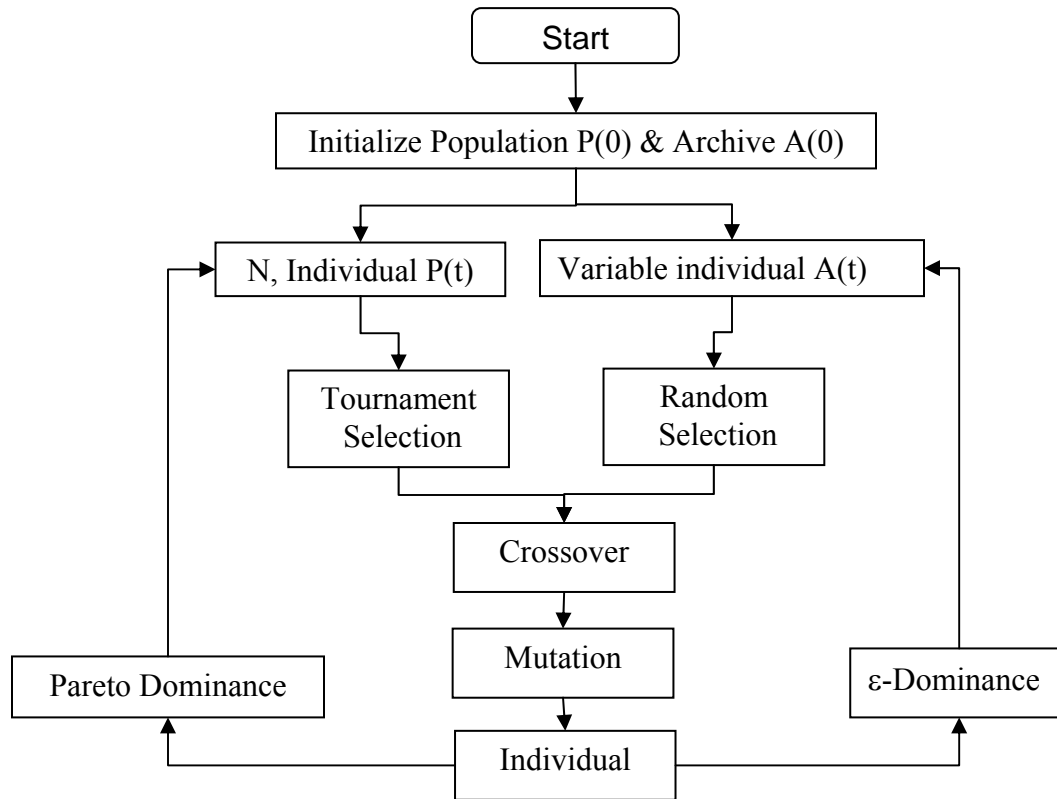 Start
Initialize Population P(0) & Archive A(0)
N, Individual P(t)
Variable individual A(t)
Tournament
Selection
Random
Selection
Crossover
Mutation
Pareto Dominance
ε-Dominance
Individual